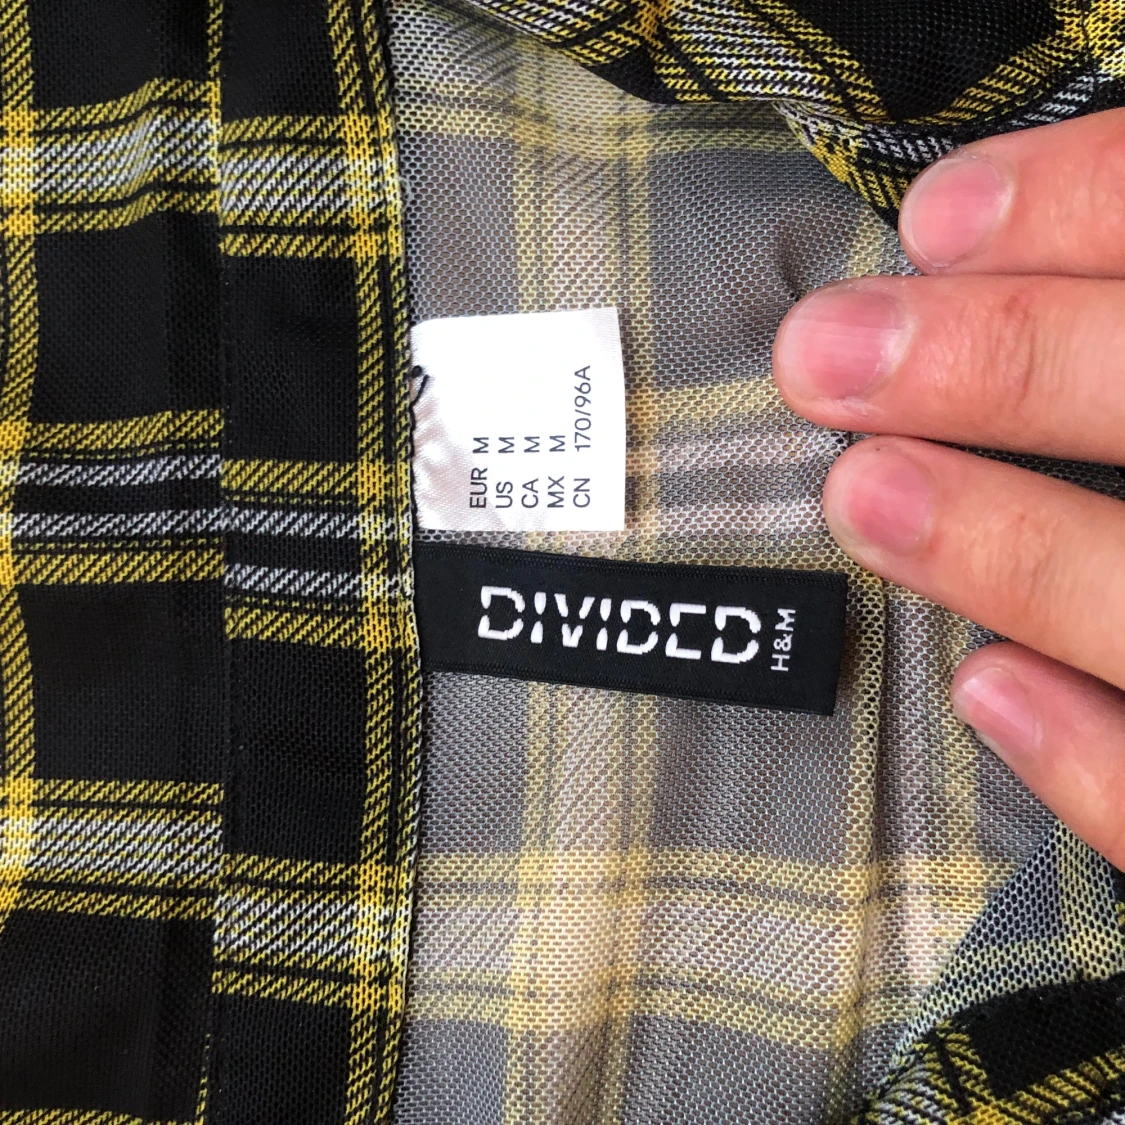 EUR M
US M
CA M
MX M
CN 170/96A
DIVIDED
H&M